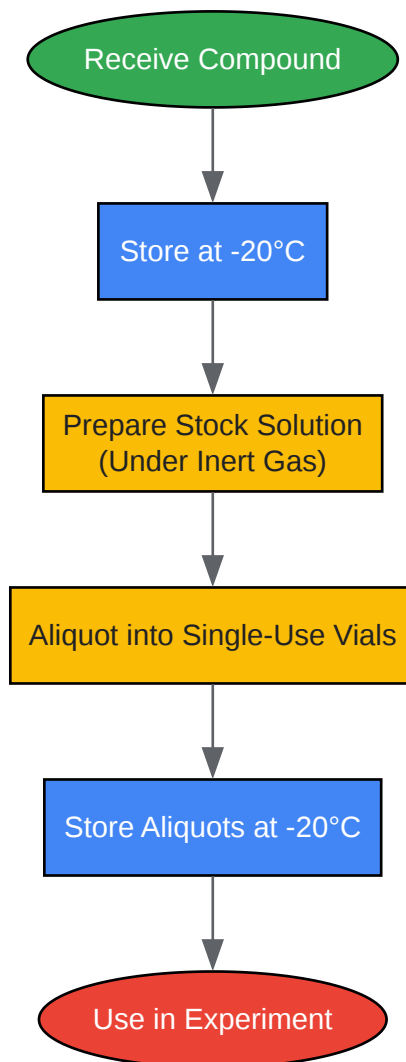 Receive Compound
Store at -20°C
Prepare Stock Solution
(Under Inert Gas)
Aliquot into Single-Use Vials
Store Aliquots at -20°C
Use in Experiment